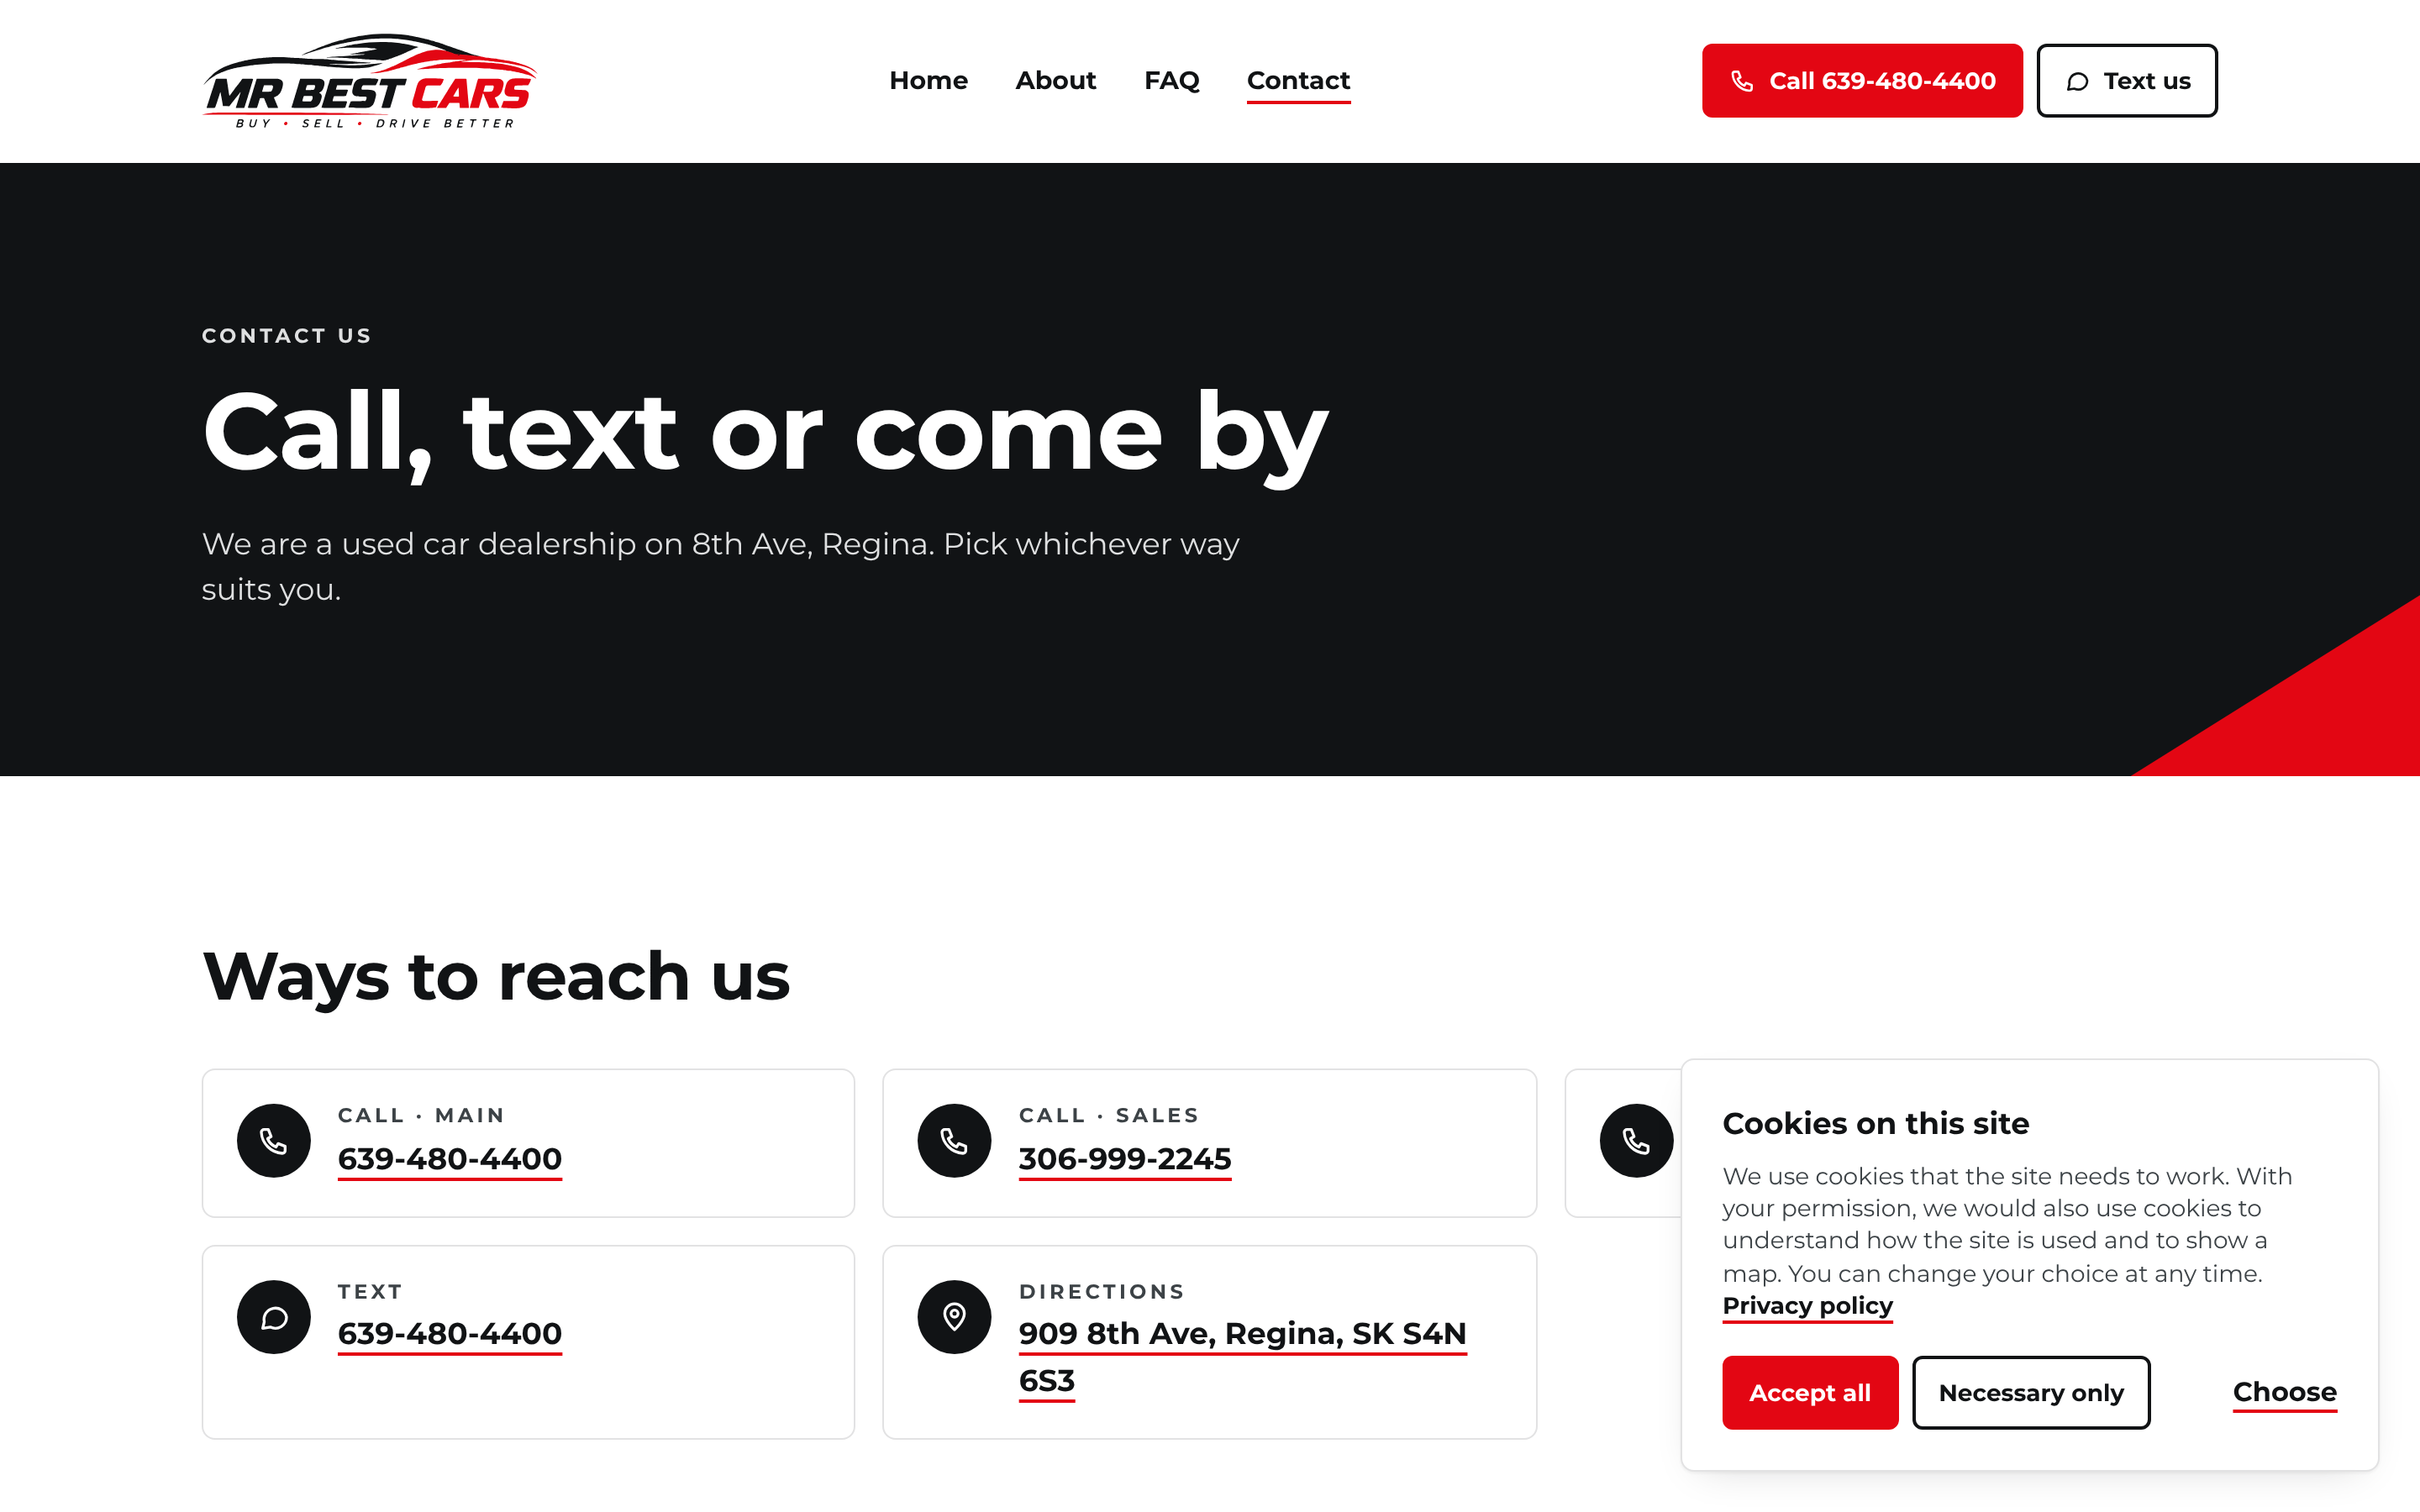 MR BEST CARS
BUY • SELL • DRIVE BETTER
Home
About
FAQ
Contact
Call 639-480-4400
Text us
CONTACT US
Call, text or come by
We are a used car dealership on 8th Ave, Regina. Pick whichever way
suits you.
Ways to reach us
CALL · MAIN
639-480-4400
CALL · SALES
306-999-2245
TEXT
639-480-4400
DIRECTIONS
909 8th Ave, Regina, SK S4N
6S3
Cookies on this site
We use cookies that the site needs to work. With
your permission, we would also use cookies to
understand how the site is used and to show a
map. You can change your choice at any time.
Privacy policy
Accept all
Necessary only
Choose